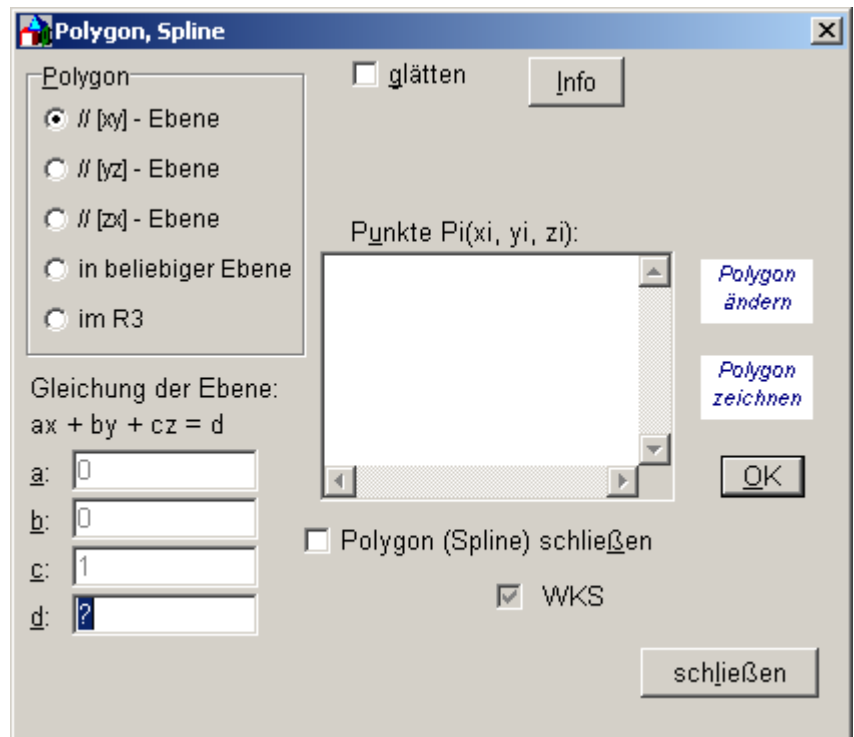 Polygon, Spline
Polygon
// [xy] - Ebene
// [yz] - Ebene
// [zx] - Ebene
in beliebiger Ebene
im R3
Gleichung der Ebene:
ax + by + cz = d
a: 0
b: 0
c: 1
d: ?
glätten
Info
Punkte Pi(xi, yi, zi):
Polygon
ändern
Polygon
zeichnen
OK
Polygon (Spline) schließen
WKS
schließen